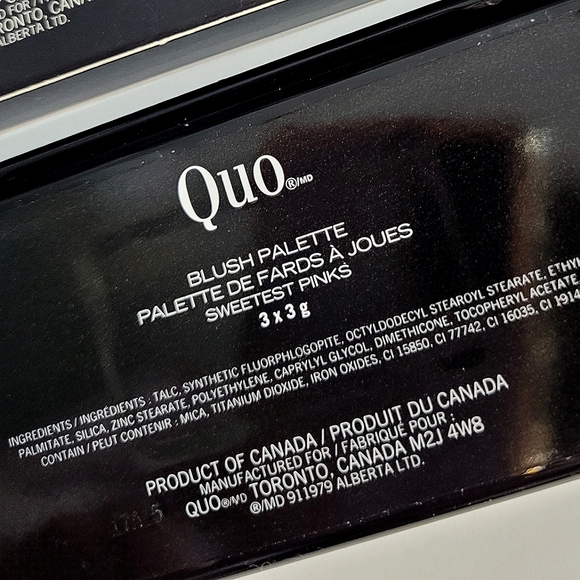 D FOR / 
RONTO, CANA
ALBERTA LTD.
Quo®/MD
BLUSH PALETTE
PALETTE DE FARDS À JOUES
SWEETEST PINKS
3 x 3 g
INGREDIENTS / INGRÉDIENTS : TALC, SYNTHETIC FLUORPHLOGOPITE, OCTYLDODECYL STEAROYL STEARATE, ETHYL
PALMITATE, SILICA, ZINC STEARATE, POLYETHYLENE, CAPRYLYL GLYCOL, DIMETHICONE, TOCOPHERYL ACETATE.
CONTAIN / PEUT CONTENIR : MICA, TITANIUM DIOXIDE, IRON OXIDES, CI 15850, CI 77742, CI 16035, CI 1914
PRODUCT OF CANADA / PRODUIT DU CANADA
MANUFACTURED FOR / FABRIQUÉ POUR :
QUO®/MD TORONTO, CANADA M2J 4W8
®/MD 911979 ALBERTA LTD.